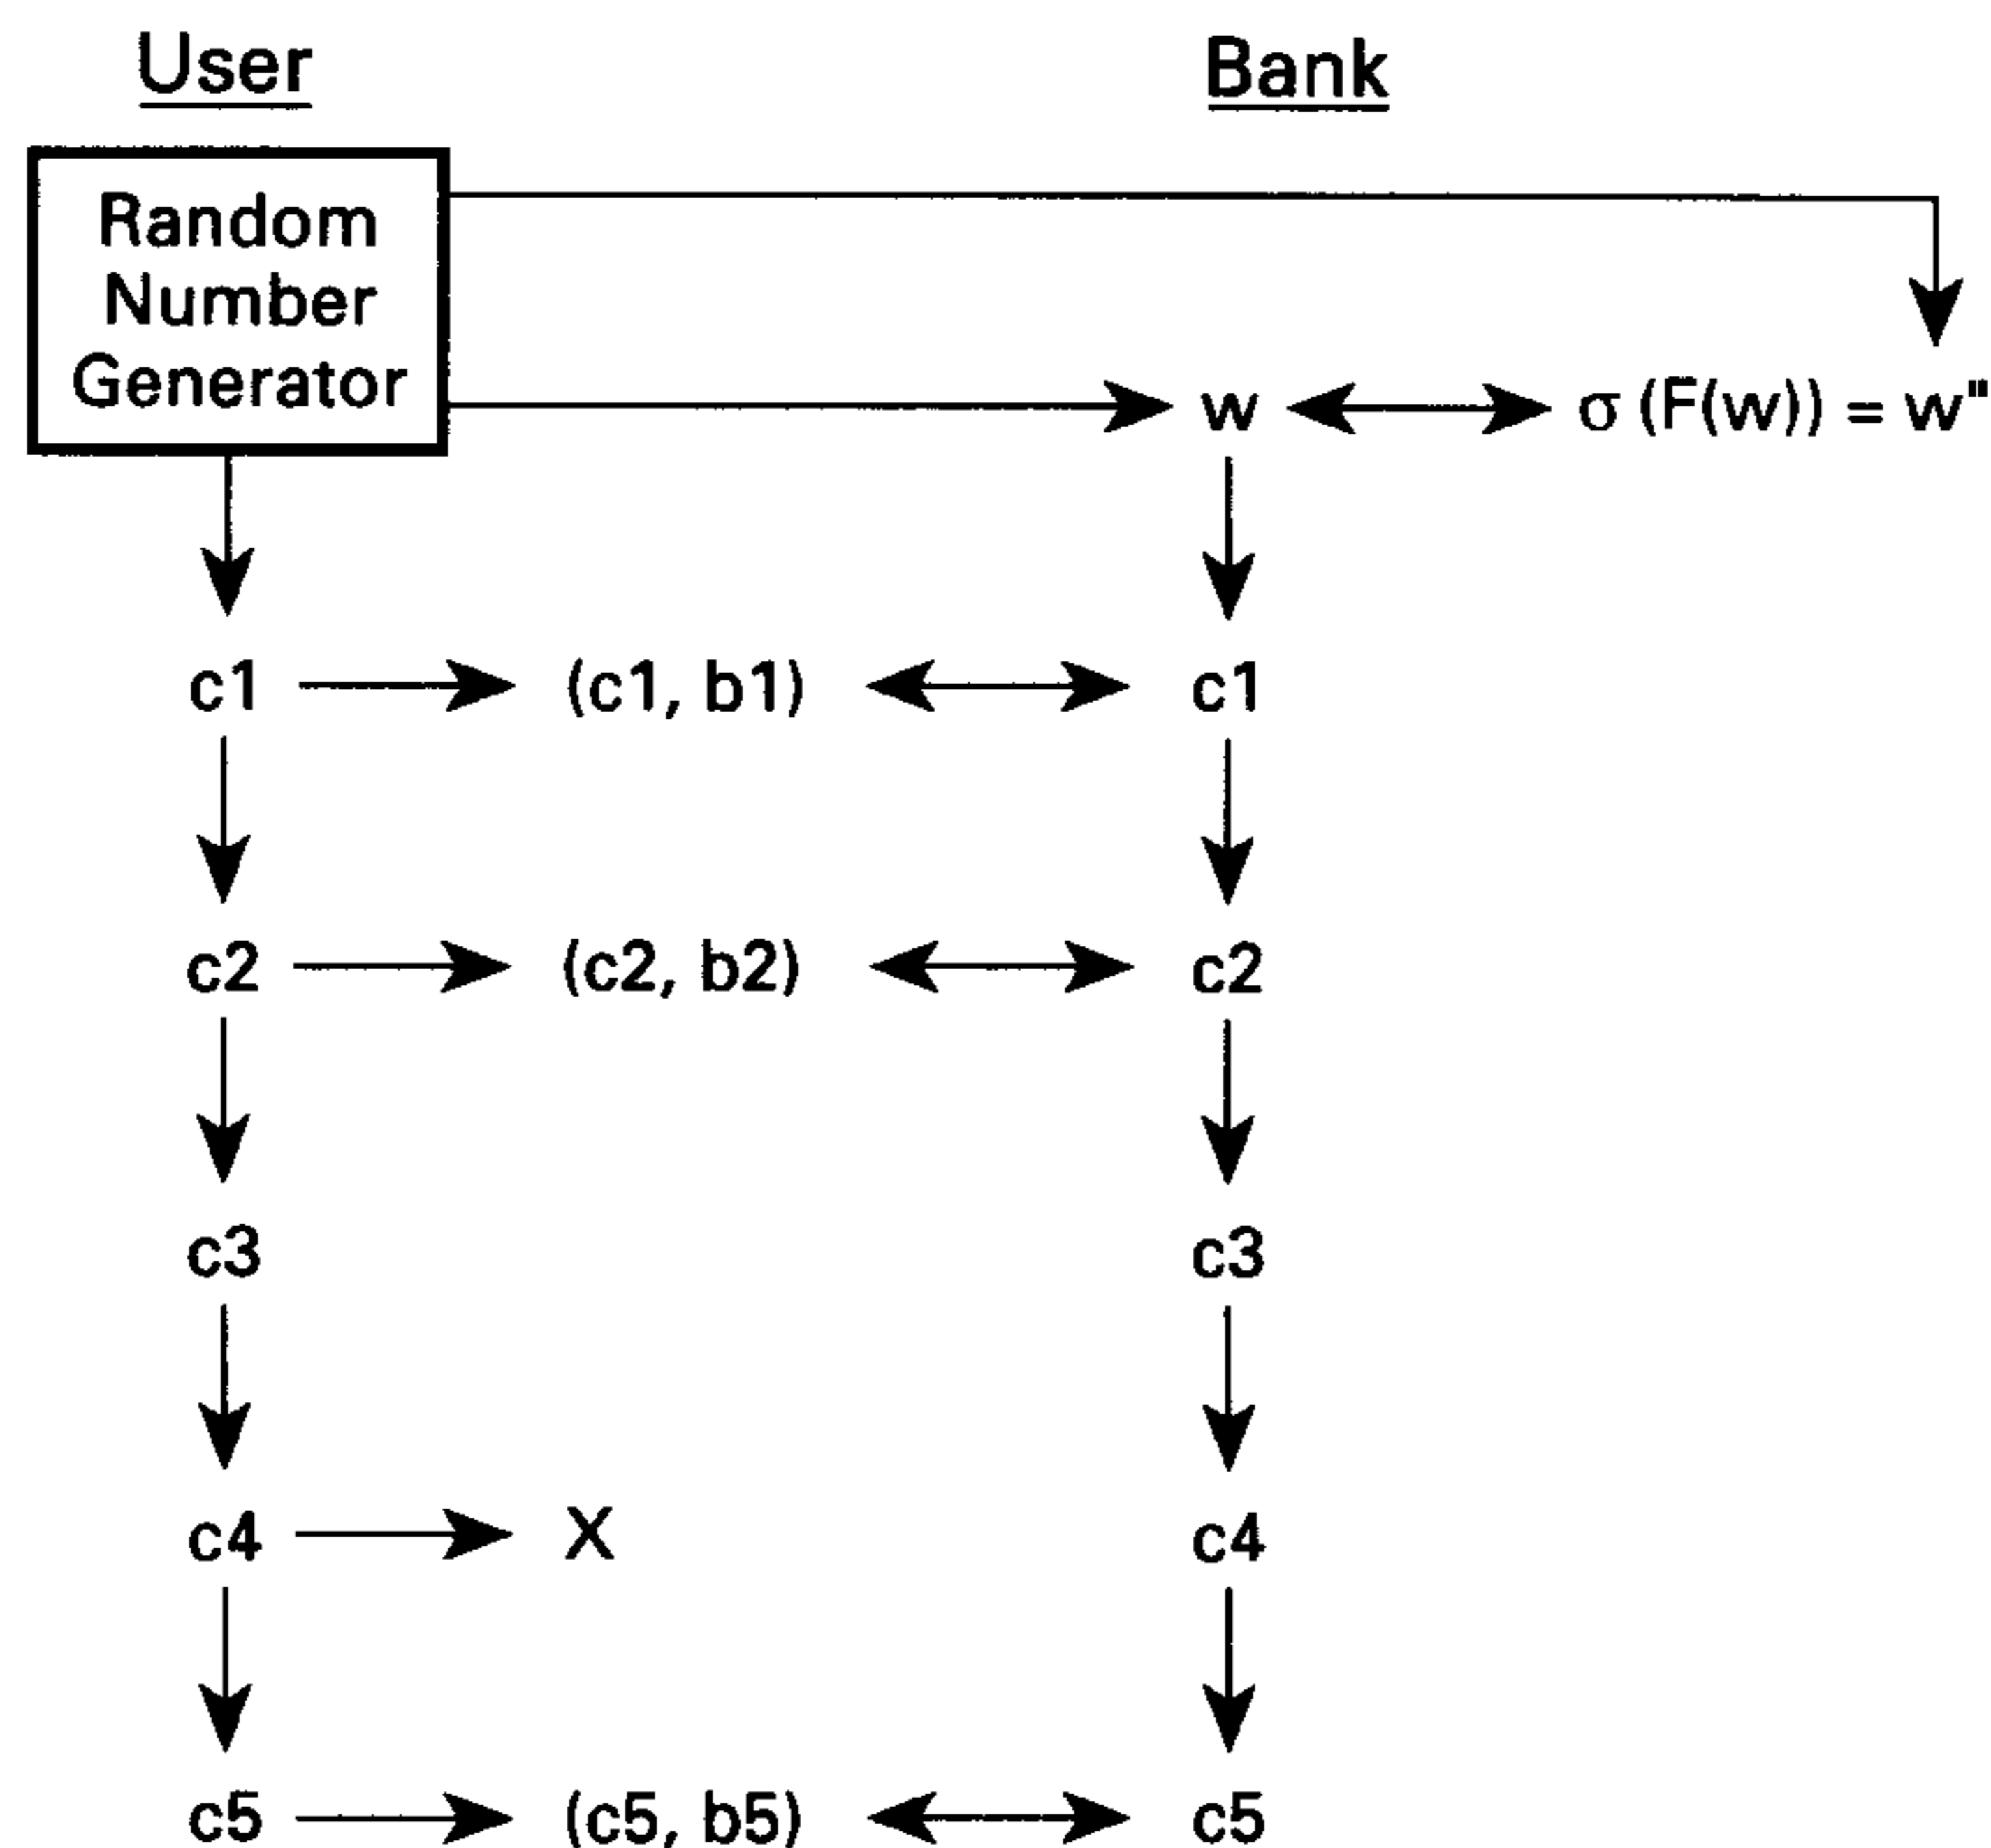 User Bank
Random
Number
Generator
w σ (F(w)) = w"
c1 (c1, b1) c1
c2 (c2, b2) c2
c3 c3
c4 X c4
c5 (c5, b5) c5